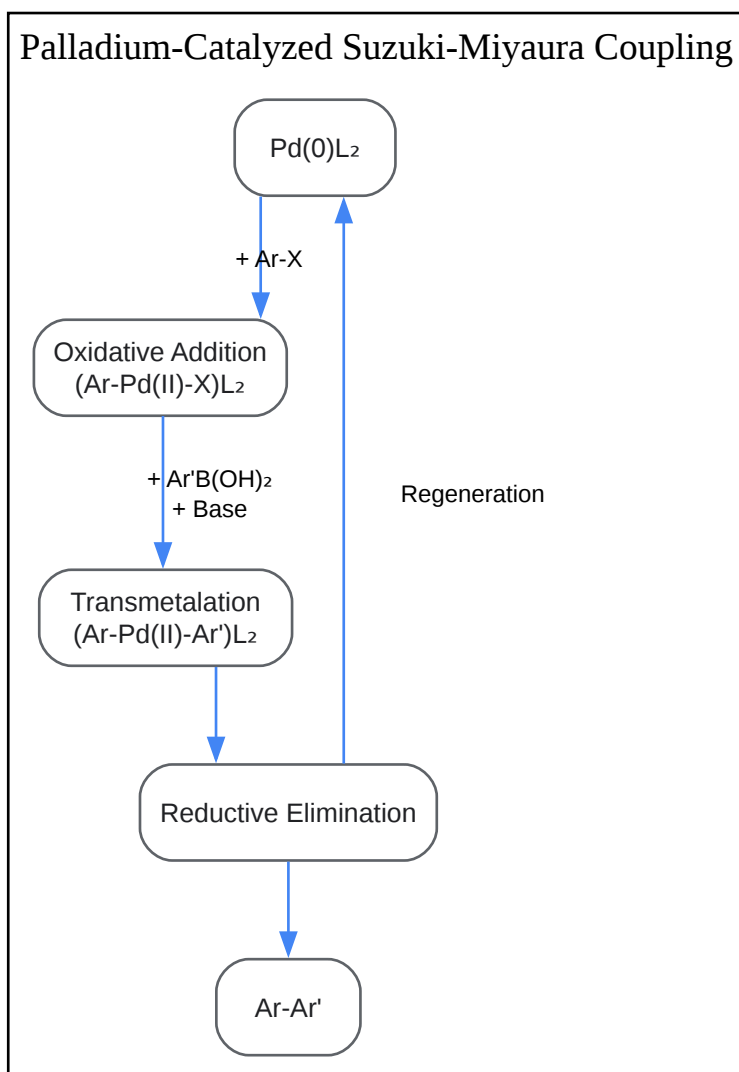 Palladium-Catalyzed Suzuki-Miyaura Coupling
Pd(0)L₂
+ Ar-X
Oxidative Addition
(Ar-Pd(II)-X)L₂
+ Ar'B(OH)₂
+ Base
Regeneration
Transmetalation
(Ar-Pd(II)-Ar')L₂
Reductive Elimination
Ar-Ar'